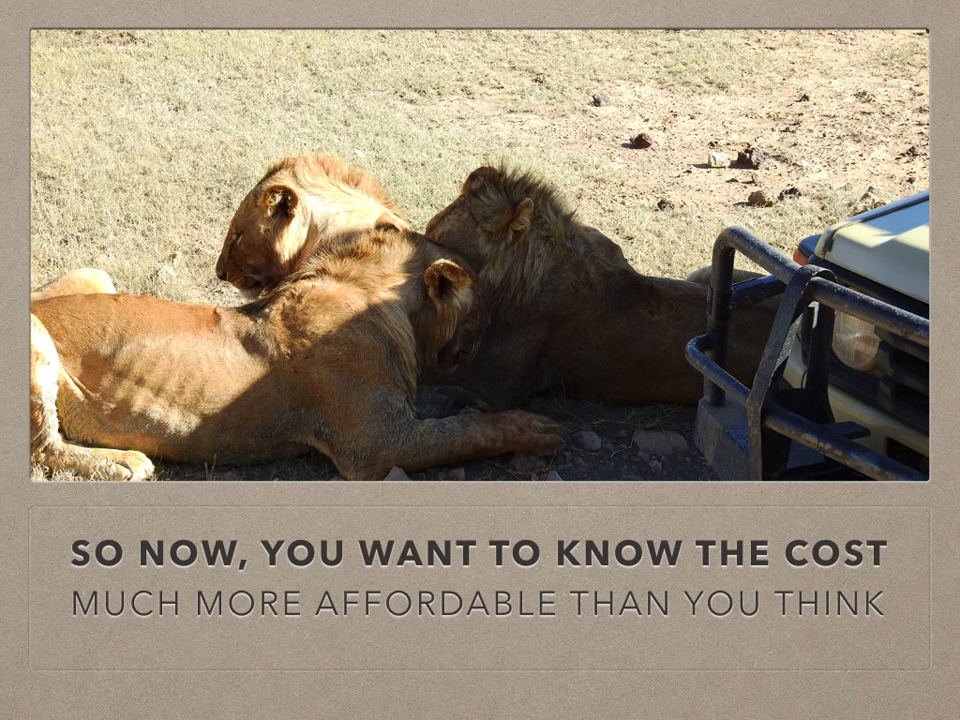 SO NOW, YOU WANT TO KNOW THE COST
MUCH MORE AFFORDABLE THAN YOU THINK